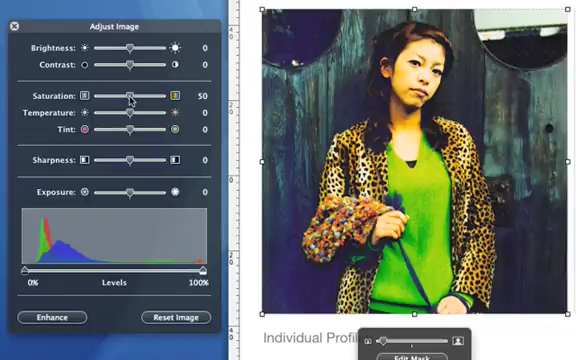 Adjust Image
Brightness: 0
Contrast: 0
Saturation: 50
Temperature: 0
Tint: 0
Sharpness: 0
Exposure: 0
0% Levels 100%
Enhance Reset Image
Individual Profil
Edit Mask